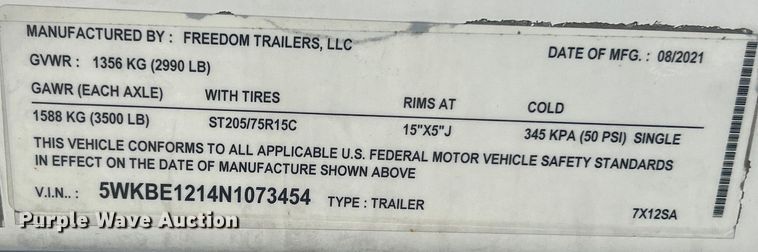 MANUFACTURED BY : FREEDOM TRAILERS, LLC
DATE OF MFG. : 08/2021
GVWR : 1356 KG (2990 LB)
GAWR (EACH AXLE) WITH TIRES RIMS AT COLD
1588 KG (3500 LB) ST205/75R15C 15"X5"J 345 KPA (50 PSI) SINGLE
THIS VEHICLE CONFORMS TO ALL APPLICABLE U.S. FEDERAL MOTOR VEHICLE SAFETY STANDARDS
IN EFFECT ON THE DATE OF MANUFACTURE SHOWN ABOVE
V.I.N.. : 5WKBE1214N1073454 TYPE : TRAILER 7X12SA
Purple Wave Auction